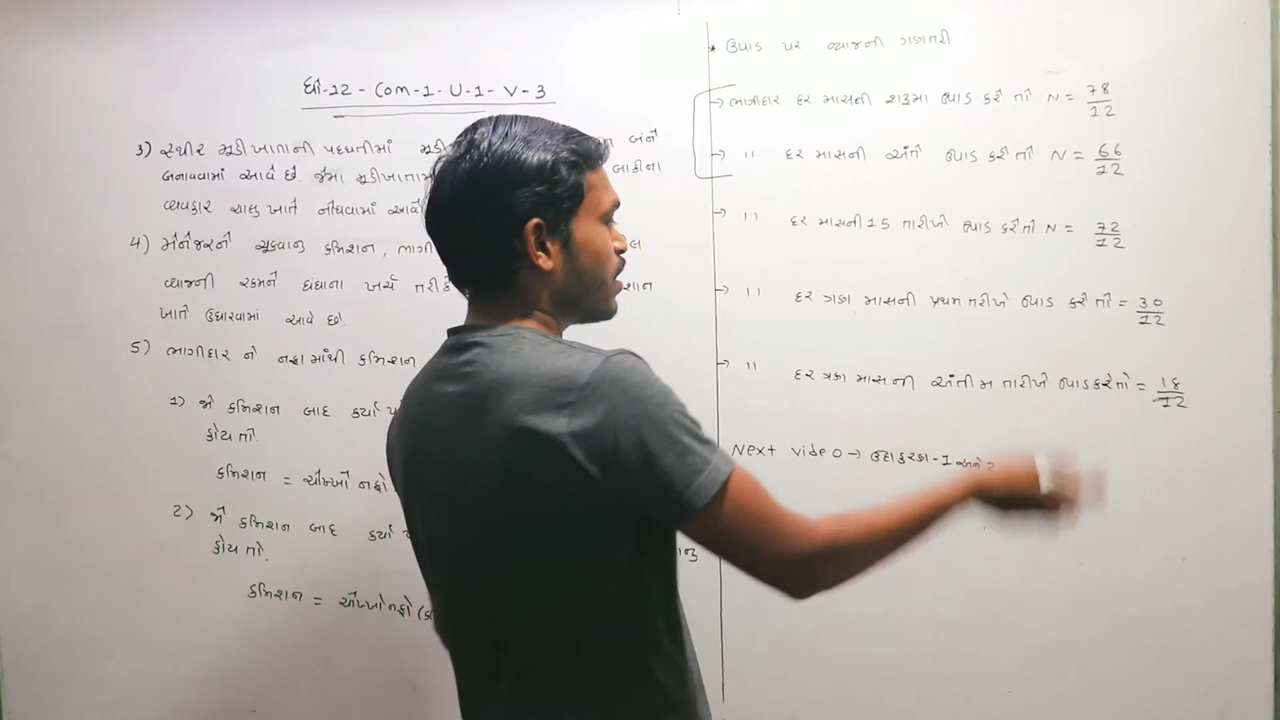 ધો-12 - Com-1-U-1-V-3
3) સ્થીર મૂડીખાતાની પદ્ધતીમાં બંને
બનાવવામાં આવે છે. જેમા મૂડીખાતામાં બાકીના
વ્યવહાર ચાલુ ખાતે નોંધવામાં આવે
4) મેનેજરને ચૂકવાનુ કમિશન,
વ્યાજની રકમને ધંધાના ખર્ચ તરીકે
ખાતે ઉધારવામાં આવે છે.
5) ભાગીદાર ને નફામાંથી કમિશન
1) જો કમિશન બાદ કર્યા
હોય તો.
કમિશન = ચોખ્ખો નફો
2) જો કમિશન બાદ કર્યા
હોય તો.
કમિશન = ચોખ્ખોનફો (ક
* ઉપાડ પર વ્યાજની ગણતરી
→ ભાગીદાર દર માસની શરૂમા ઉપાડ કરે તો N = 78/12
→ '' દર માસની અંતે ઉપાડ કરે તો N = 66/12
→ '' દર માસની 15 તારીખે ઉપાડ કરે તો N = 72/12
→ '' દર ત્રણ માસની પ્રથમ તરીખે ઉપાડ કરે તો = 30/12
→ '' દર ત્રણ માસ ની અંતીમ તારીખે ઉપાડ કરે તો = 18/12
Next video → ઉદાહરણ-1 અને 2